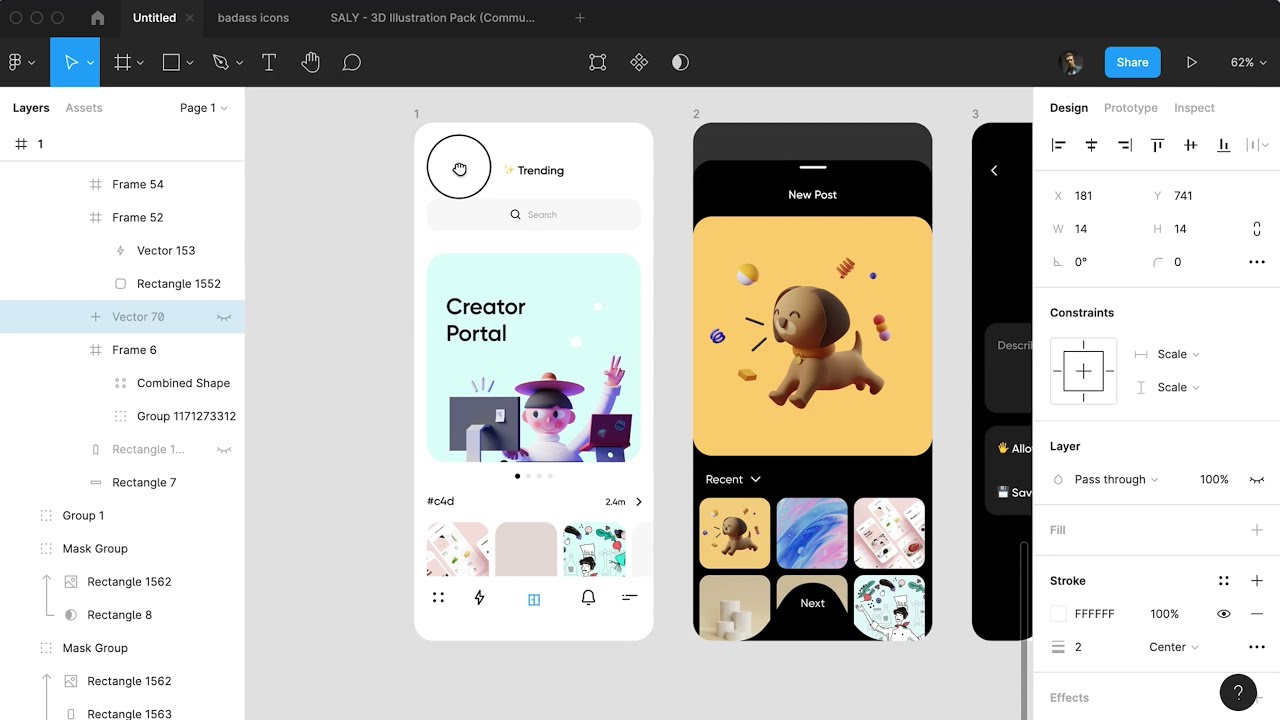 Untitled
badass icons
SALY - 3D Illustration Pack (Commu...
Share
62%
Layers
Assets
Page 1
1
Frame 54
Frame 52
Vector 153
Rectangle 1552
Vector 70
Frame 6
Combined Shape
Group 1171273312
Rectangle 1...
Rectangle 7
Group 1
Mask Group
Rectangle 1562
Rectangle 8
Mask Group
Rectangle 1562
Rectangle 1563
1
✨ Trending
Search
Creator
Portal
#c4d
2.4m
2
New Post
Recent
Next
3
Descri
🖐 Allo
💾 Sav
Design
Prototype
Inspect
X 181
Y 741
W 14
H 14
0°
0
Constraints
Scale
Scale
Layer
Pass through
100%
Fill
Stroke
FFFFFF
100%
2
Center
Effects
?